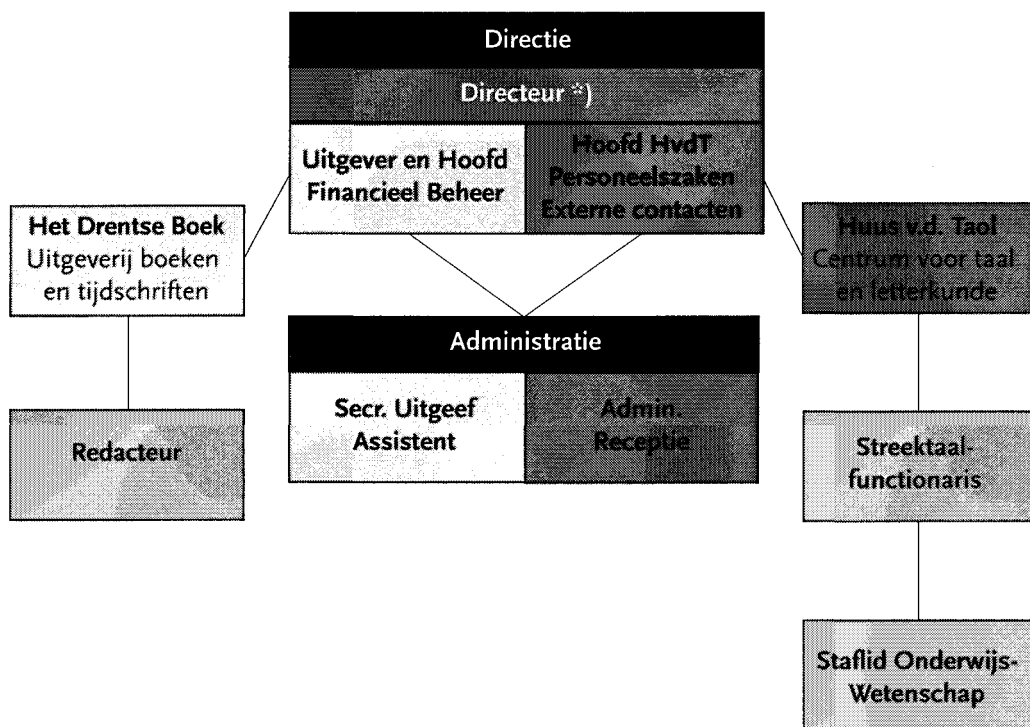 Directie
Directeur *)
Uitgever en Hoofd
Financieel Beheer
Hoofd HvdT
Personeelszaken
Externe contacten
Het Drentse Boek
Uitgeverij boeken
en tijdschriften
Huus v.d. Taol
Centrum voor taal
en letterkunde
Administratie
Secr. Uitgeef
Assistent
Admin.
Receptie
Redacteur
Streektaal-
functionaris
Staflid Onderwijs-
Wetenschap